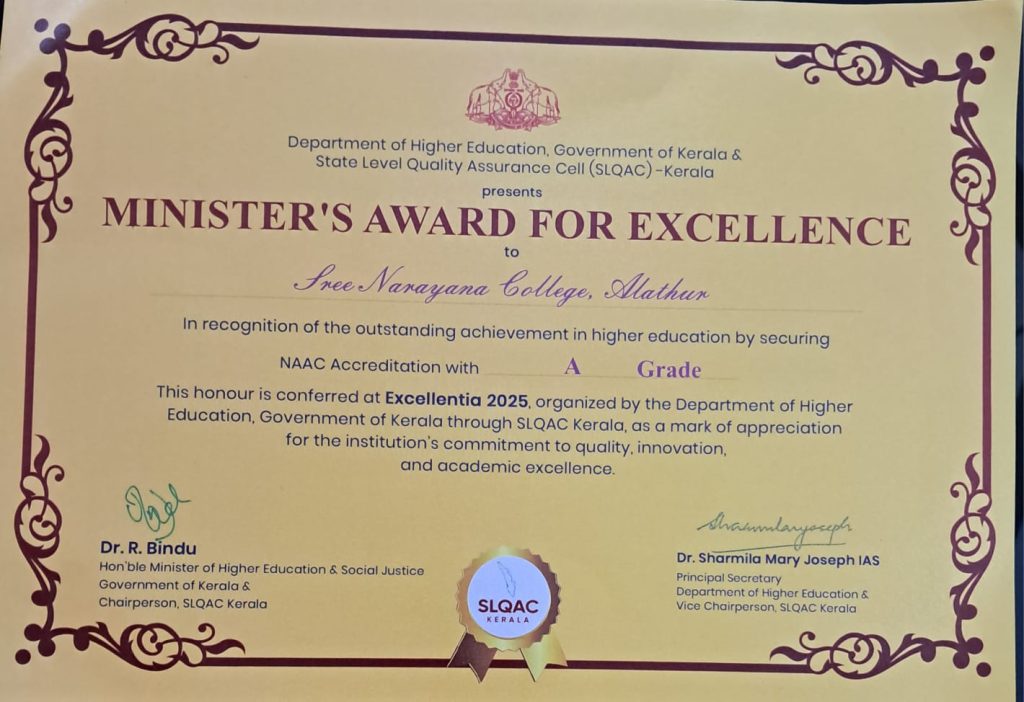 Department of Higher Education, Government of Kerala &
State Level Quality Assurance Cell (SLQAC) -Kerala
presents
MINISTER'S AWARD FOR EXCELLENCE
to
Sree Narayana College, Alathur
In recognition of the outstanding achievement in higher education by securing
NAAC Accreditation with A Grade
This honour is conferred at Excellentia 2025, organized by the Department of Higher
Education, Government of Kerala through SLQAC Kerala, as a mark of appreciation
for the institution's commitment to quality, innovation,
and academic excellence.
Dr. R. Bindu
Hon'ble Minister of Higher Education & Social Justice
Government of Kerala &
Chairperson, SLQAC Kerala
SLQAC
KERALA
Sharmilamaryjoseph
Dr. Sharmila Mary Joseph IAS
Principal Secretary
Department of Higher Education &
Vice Chairperson, SLQAC Kerala